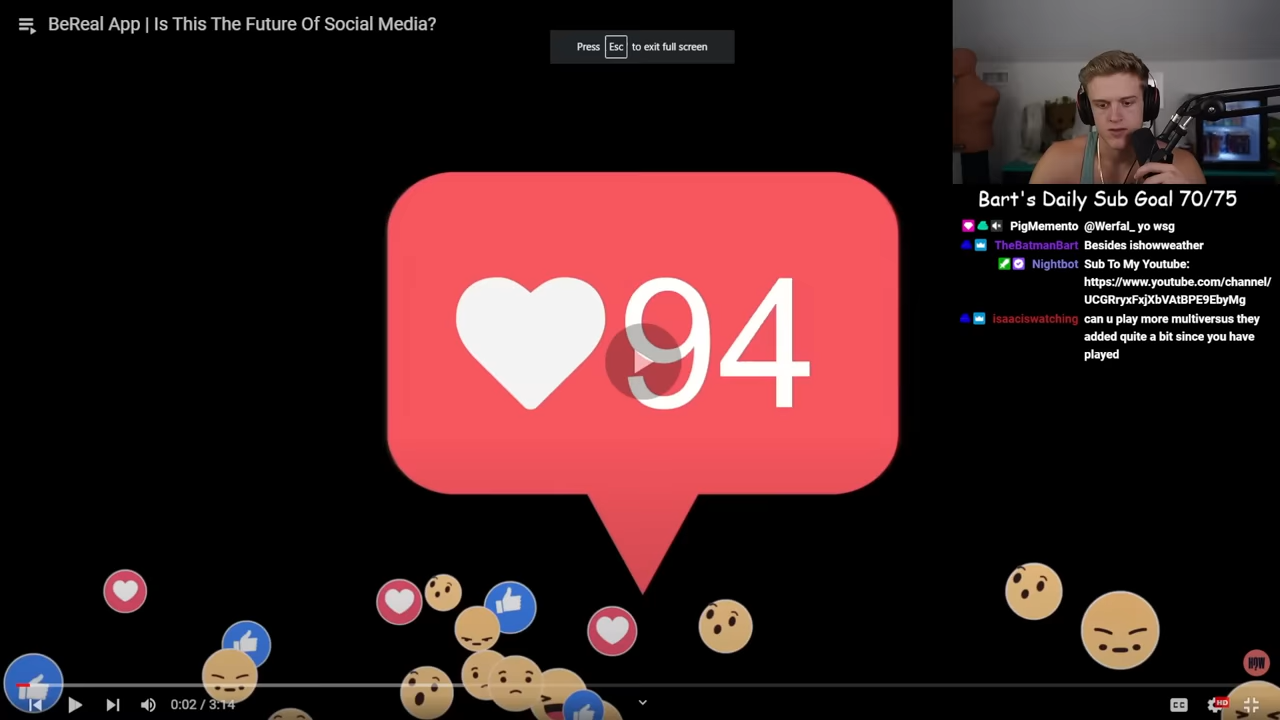 BeReal App | Is This The Future Of Social Media?
Press Esc to exit full screen
94
Bart's Daily Sub Goal 70/75
PigMemento @Werfal_ yo wsg
TheBatmanBart Besides ishowweather
Nightbot Sub To My Youtube:
https://www.youtube.com/channel/
UCGRryxFxjXbVAtBPE9EbyMg
isaaciswatching can u play more multiversus they
added quite a bit since you have
played
HOW
0:02 / 3:14
CC
HD